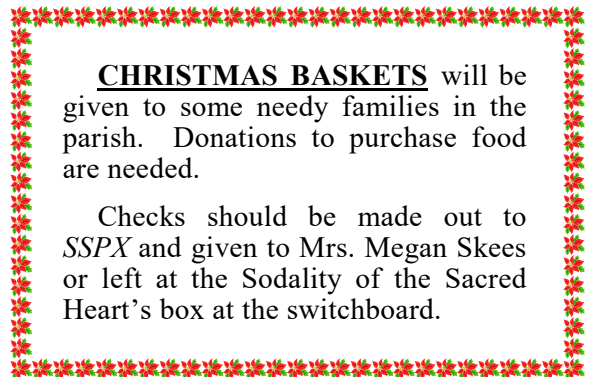 CHRISTMAS BASKETS will be
given to some needy families in the
parish. Donations to purchase food
are needed.
Checks should be made out to
SSPX and given to Mrs. Megan Skees
or left at the Sodality of the Sacred
Heart’s box at the switchboard.